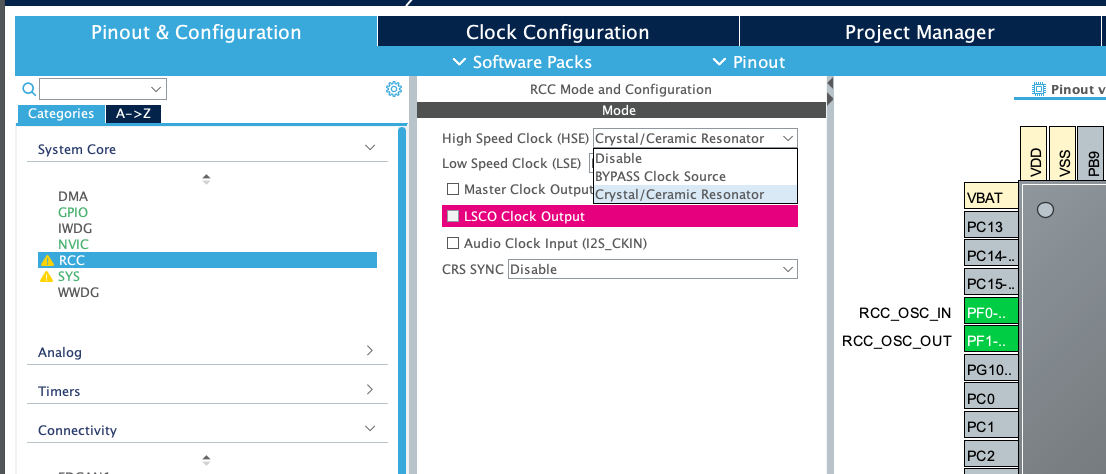 Pinout & Configuration
Clock Configuration
Project Manager
Software Packs
Pinout
Categories
A->Z
System Core
DMA
GPIO
IWDG
NVIC
RCC
SYS
WWDG
Analog
Timers
Connectivity
RCC Mode and Configuration
Mode
High Speed Clock (HSE) Crystal/Ceramic Resonator
Disable
BYPASS Clock Source
Crystal/Ceramic Resonator
Low Speed Clock (LSE)
Master Clock Output
LSCO Clock Output
Audio Clock Input (I2S_CKIN)
CRS SYNC Disable
Pinout v
VDD
VSS
PB9
VBAT
PC13
PC14-..
PC15-..
RCC_OSC_IN PF0-..
RCC_OSC_OUT PF1-..
PG10..
PC0
PC1
PC2